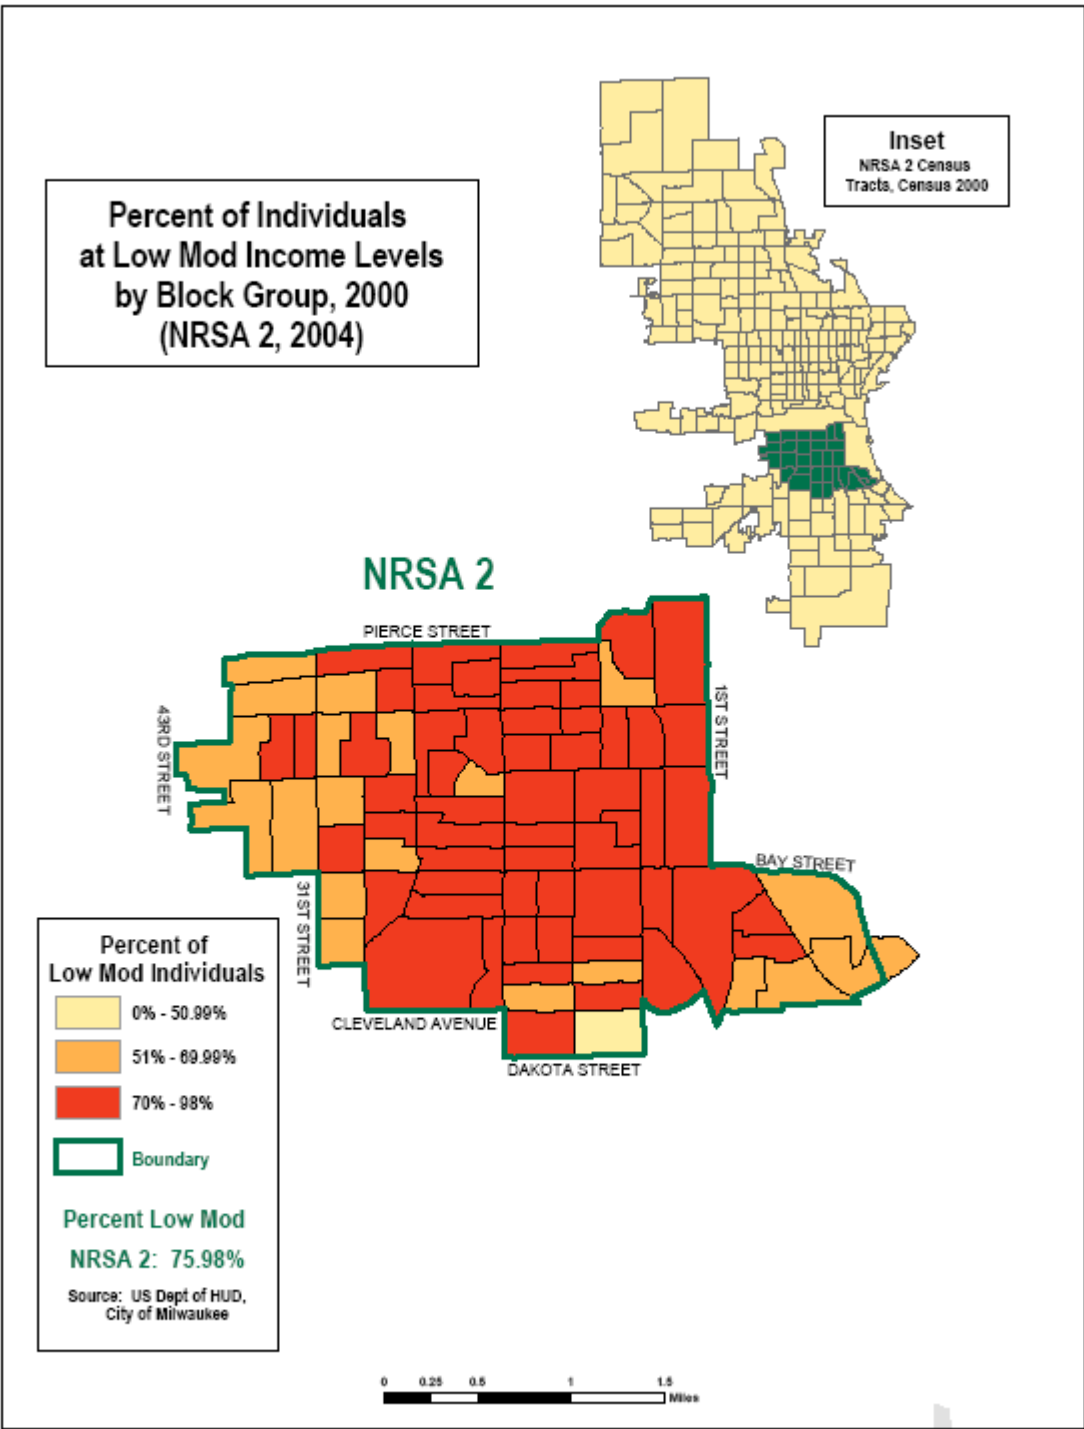 Inset
NRSA 2 Census
Tracts, Census 2000
Percent of Individuals
at Low Mod Income Levels
by Block Group, 2000
(NRSA 2, 2004)
NRSA 2
PIERCE STREET
43RD STREET
1ST STREET
BAY STREET
31ST STREET
CLEVELAND AVENUE
DAKOTA STREET
Percent of
Low Mod Individuals
0% - 50.99%
51% - 69.99%
70% - 98%
Boundary
Percent Low Mod
NRSA 2: 75.98%
Source: US Dept of HUD,
City of Milwaukee
0 0.25 0.5 1 1.5
Miles